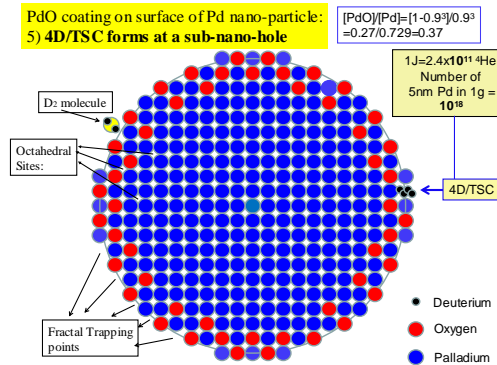 PdO coating on surface of Pd nano-particle:
5) 4D/TSC forms at a sub-nano-hole
[PdO]/[Pd]=[1-0.9³]/0.9³
=0.27/0.729=0.37
1J=2.4x10¹¹ ⁴He
Number of
5nm Pd in 1g =
10¹⁸
D2 molecule
Octahedral
Sites:
4D/TSC
Fractal Trapping
points
Deuterium
Oxygen
Palladium